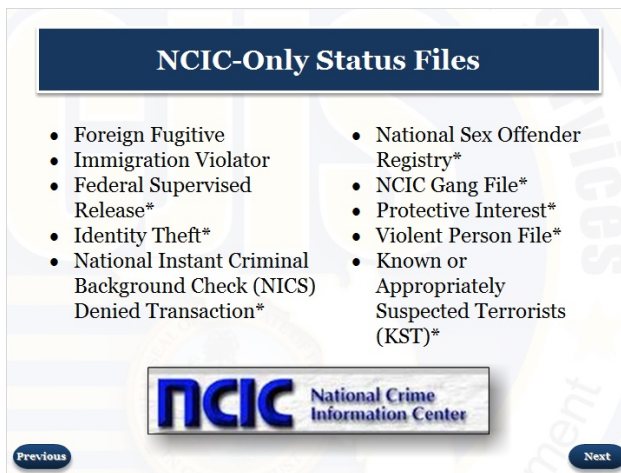 NCIC-Only Status Files
• Foreign Fugitive
• Immigration Violator
• Federal Supervised
Release*
• Identity Theft*
• National Instant Criminal
Background Check (NICS)
Denied Transaction*
• National Sex Offender
Registry*
• NCIC Gang File*
• Protective Interest*
• Violent Person File*
• Known or
Appropriately
Suspected Terrorists
(KST)*
NCIC
National Crime
Information Center
Previous
Next